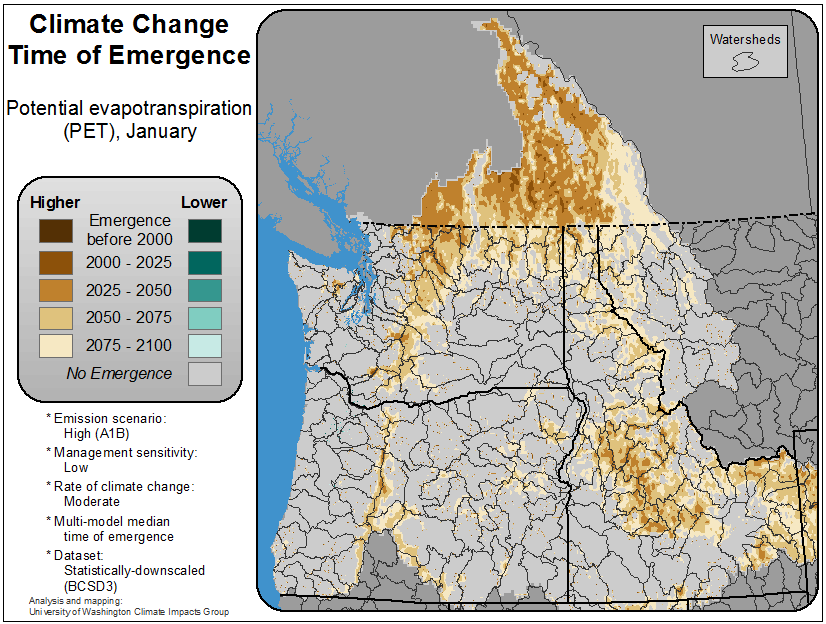 Climate Change
Time of Emergence
Potential evapotranspiration
(PET), January
Higher
Lower
Emergence
before 2000
2000 - 2025
2025 - 2050
2050 - 2075
2075 - 2100
No Emergence
* Emission scenario:
High (A1B)
* Management sensitivity:
Low
* Rate of climate change:
Moderate
* Multi-model median
time of emergence
* Dataset:
Statistically-downscaled
(BCSD3)
Analysis and mapping:
University of Washington Climate Impacts Group
Watersheds